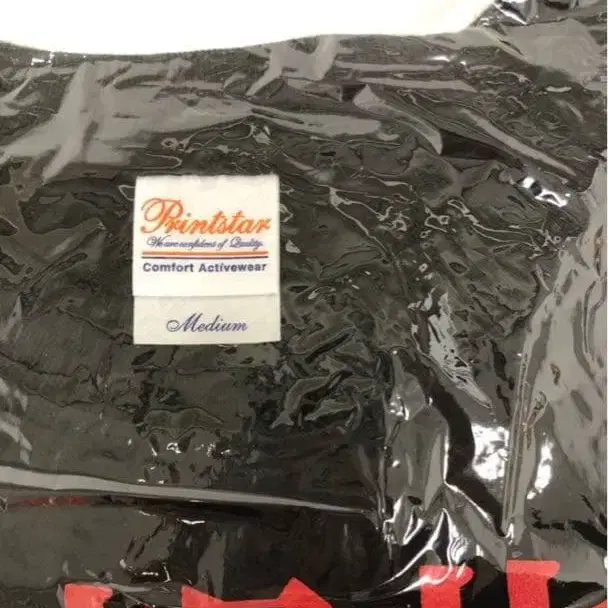 Printstar
We are confident of Quality.
Comfort Activewear
Medium